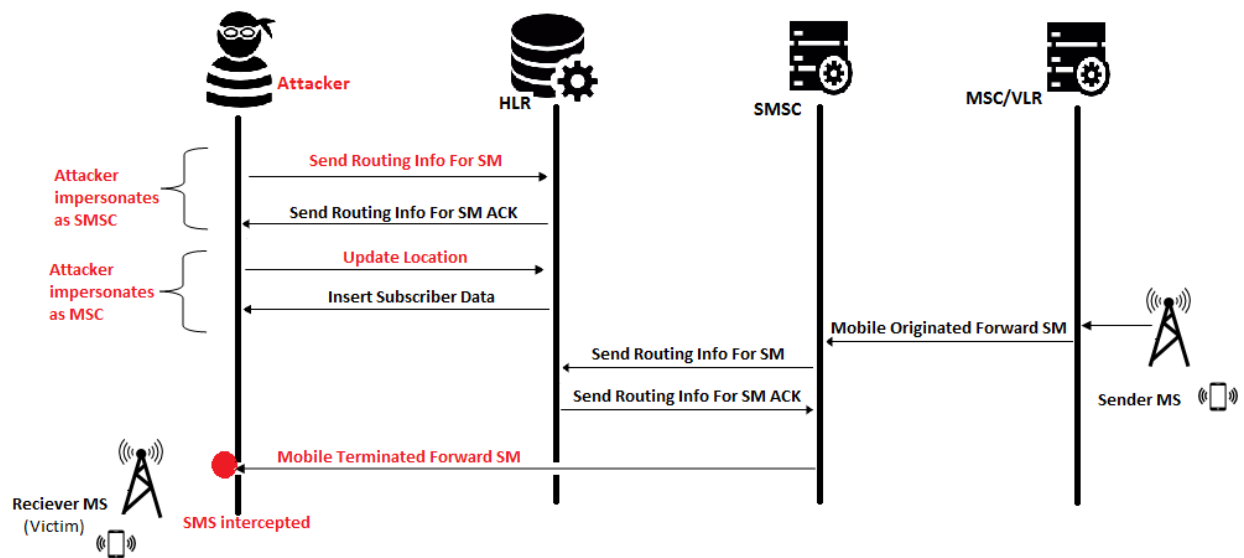 Attacker
HLR
SMSC
MSC/VLR
Send Routing Info For SM
Attacker
impersonates
as SMSC
Send Routing Info For SM ACK
Update Location
Attacker
impersonates
as MSC
Insert Subscriber Data
Mobile Originated Forward SM
Send Routing Info For SM
Send Routing Info For SM ACK
Sender MS
Mobile Terminated Forward SM
Reciever MS
(Victim)
SMS intercepted